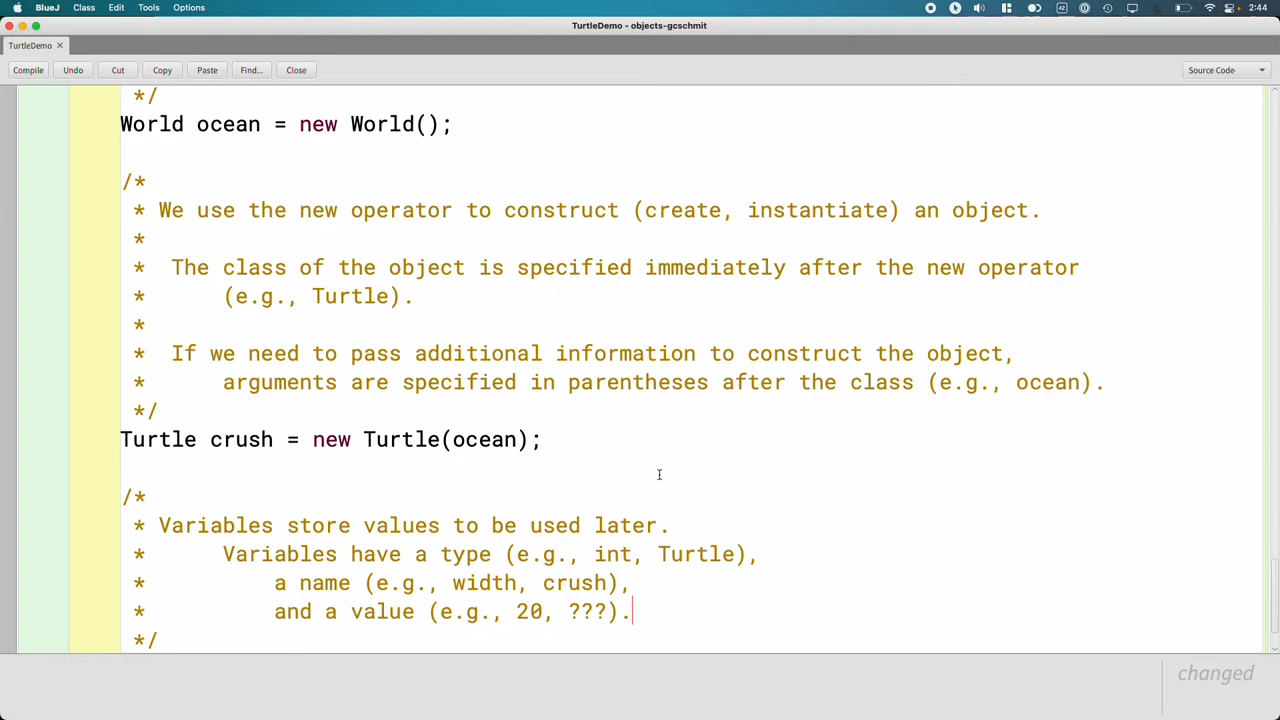 BlueJ Class Edit Tools Options 2:44
TurtleDemo - objects-gcschmit
TurtleDemo
Compile Undo Cut Copy Paste Find... Close Source Code
*/
World ocean = new World();
/*
* We use the new operator to construct (create, instantiate) an object.
*
* The class of the object is specified immediately after the new operator
* (e.g., Turtle).
*
* If we need to pass additional information to construct the object,
* arguments are specified in parentheses after the class (e.g., ocean).
*/
Turtle crush = new Turtle(ocean);
/*
* Variables store values to be used later.
* Variables have a type (e.g., int, Turtle),
* a name (e.g., width, crush),
* and a value (e.g., 20, ???).
*/
changed